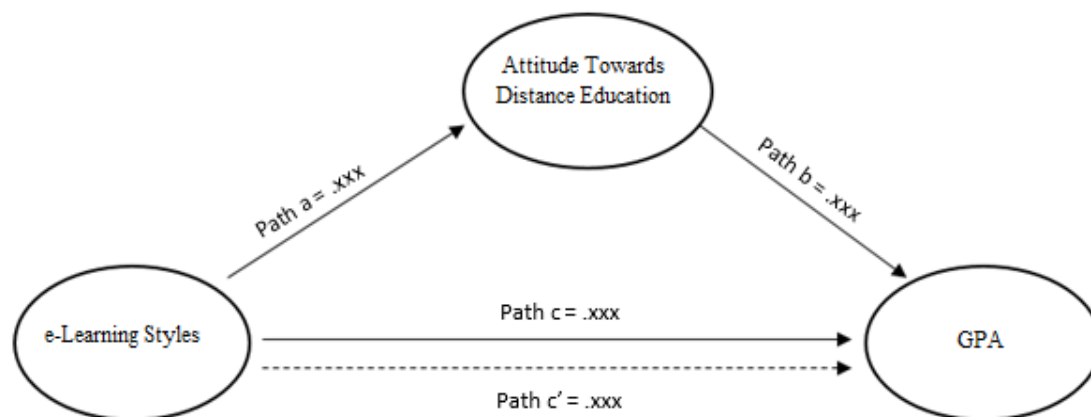 Attitude Towards
Distance Education
Path a = .xxx
Path b = .xxx
e-Learning Styles
Path c = .xxx
GPA
Path c’ = .xxx